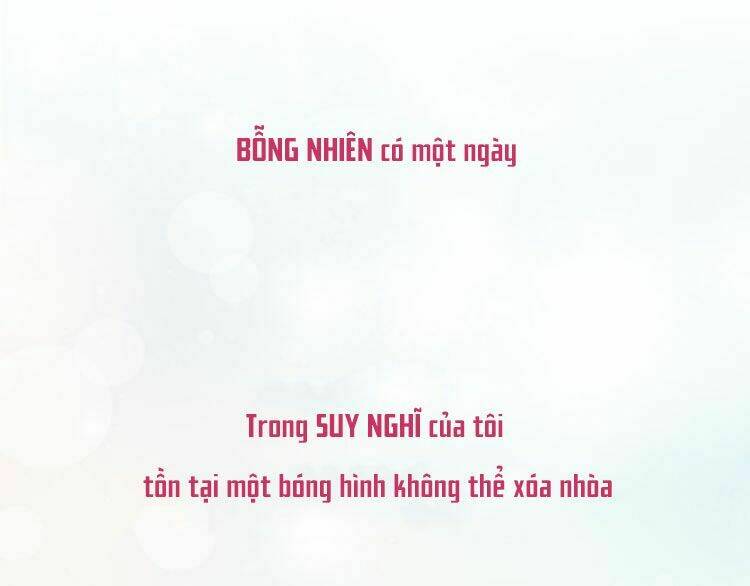 BỖNG NHIÊN có một ngày
Trong SUY NGHĨ của tôi
tồn tại một bóng hình không thể xóa nhòa